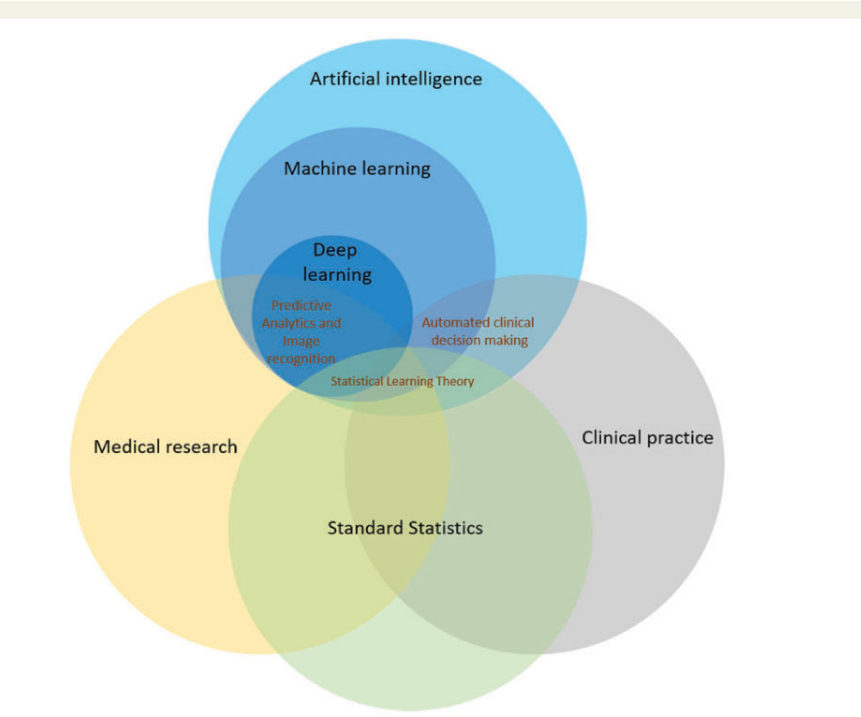 Artificial intelligence
Machine learning
Deep
learning
Predictive
Analytics and
Image
recognition
Automated clinical
decision making
Statistical Learning Theory
Medical research
Clinical practice
Standard Statistics